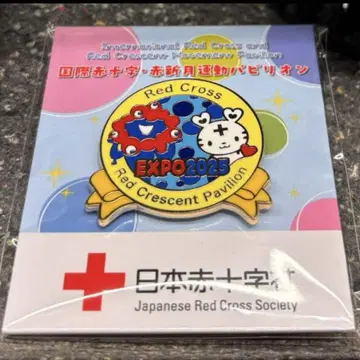 International Red Cross and
Red Crescent Movement Pavilion
国際赤十字・赤新月運動パビリオン
Red Cross
EXPO2025
Red Crescent Pavilion
日本赤十字社
Japanese Red Cross Society